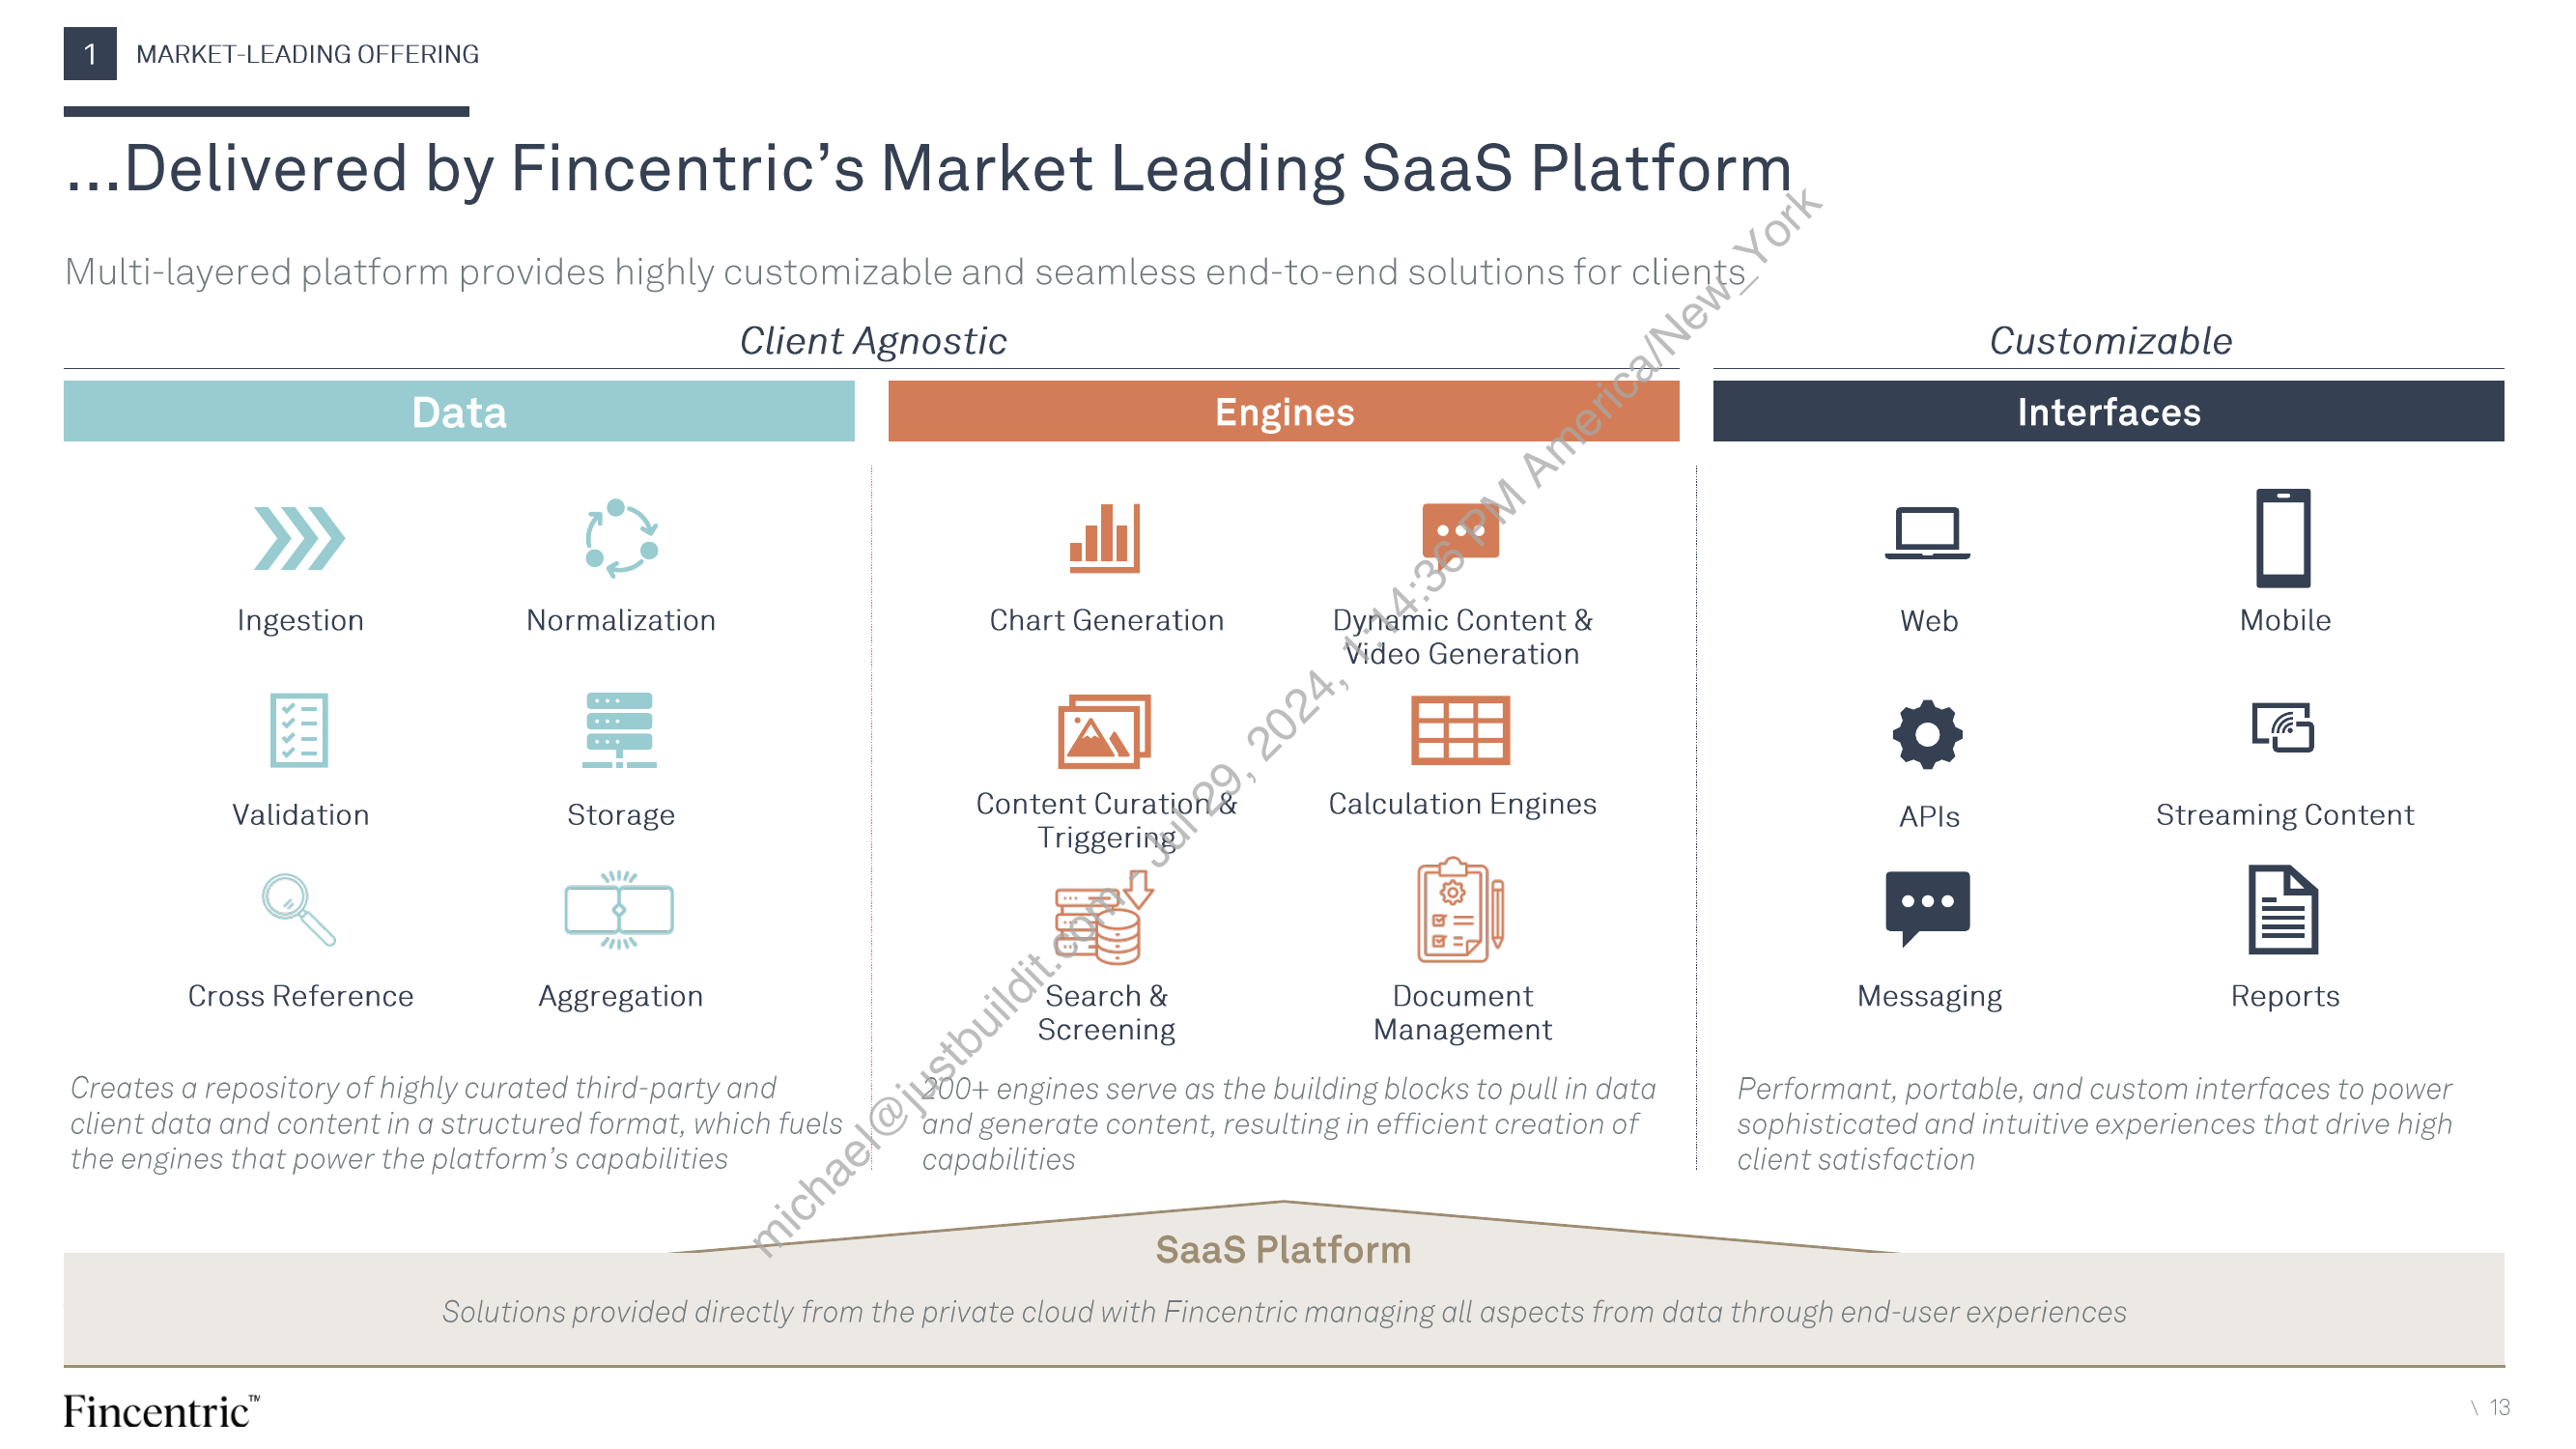 1 MARKET-LEADING OFFERING
...Delivered by Fincentric's Market Leading SaaS Platform
Multi-layered platform provides highly customizable and seamless end-to-end solutions for clients
Client Agnostic
Customizable
Data
Engines
Interfaces
Ingestion
Normalization
Validation
Storage
Cross Reference
Aggregation
Creates a repository of highly curated third-party and
client data and content in a structured format, which fuels
the engines that power the platform's capabilities
Chart Generation
Dynamic Content &
Video Generation
Content Curation &
Triggering
Calculation Engines
Search &
Screening
Document
Management
200+ engines serve as the building blocks to pull in data
and generate content, resulting in efficient creation of
capabilities
Web
Mobile
APIs
Streaming Content
Messaging
Reports
Performant, portable, and custom interfaces to power
sophisticated and intuitive experiences that drive high
client satisfaction
SaaS Platform
Solutions provided directly from the private cloud with Fincentric managing all aspects from data through end-user experiences
Fincentric™
\ 13
michael@justbuildit.com - Jul 29, 2024, 1:14:36 PM America/New_York